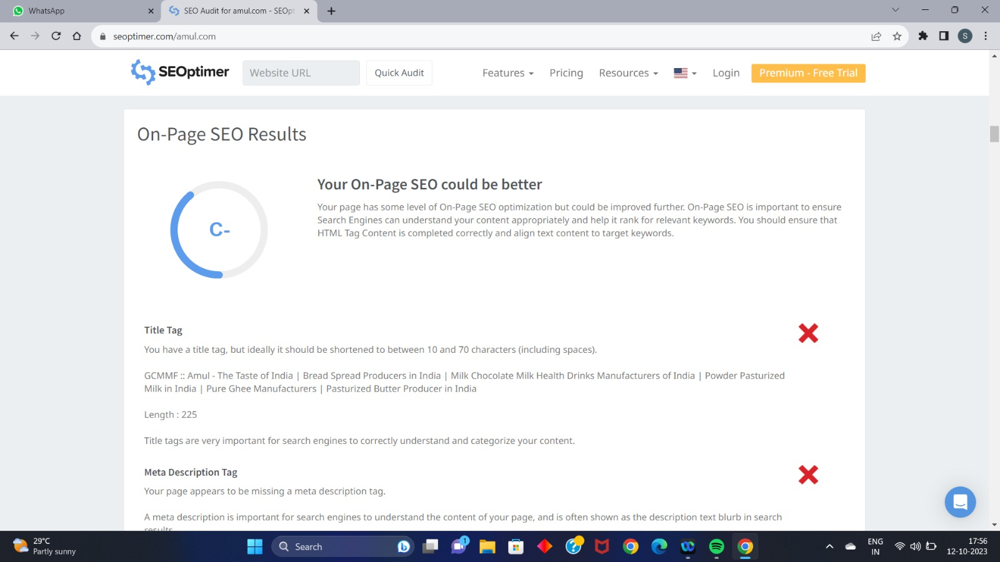 WhatsApp
SEO Audit for amul.com - SEOpt
seoptimer.com/amul.com
S
SEOptimer
Website URL
Quick Audit
Features
Pricing
Resources
Login
Premium - Free Trial
On-Page SEO Results
C-
Your On-Page SEO could be better
Your page has some level of On-Page SEO optimization but could be improved further. On-Page SEO is important to ensure
Search Engines can understand your content appropriately and help it rank for relevant keywords. You should ensure that
HTML Tag Content is completed correctly and align text content to target keywords.
Title Tag
You have a title tag, but ideally it should be shortened to between 10 and 70 characters (including spaces).
GCMMF :: Amul - The Taste of India | Bread Spread Producers in India | Milk Chocolate Milk Health Drinks Manufacturers of India | Powder Pasturized
Milk in India | Pure Ghee Manufacturers | Pasturized Butter Producer in India
Length : 225
Title tags are very important for search engines to correctly understand and categorize your content.
Meta Description Tag
Your page appears to be missing a meta description tag.
A meta description is important for search engines to understand the content of your page, and is often shown as the description text blurb in search
results.
29°C
Partly sunny
Search
1
ENG
IN
17:56
12-10-2023